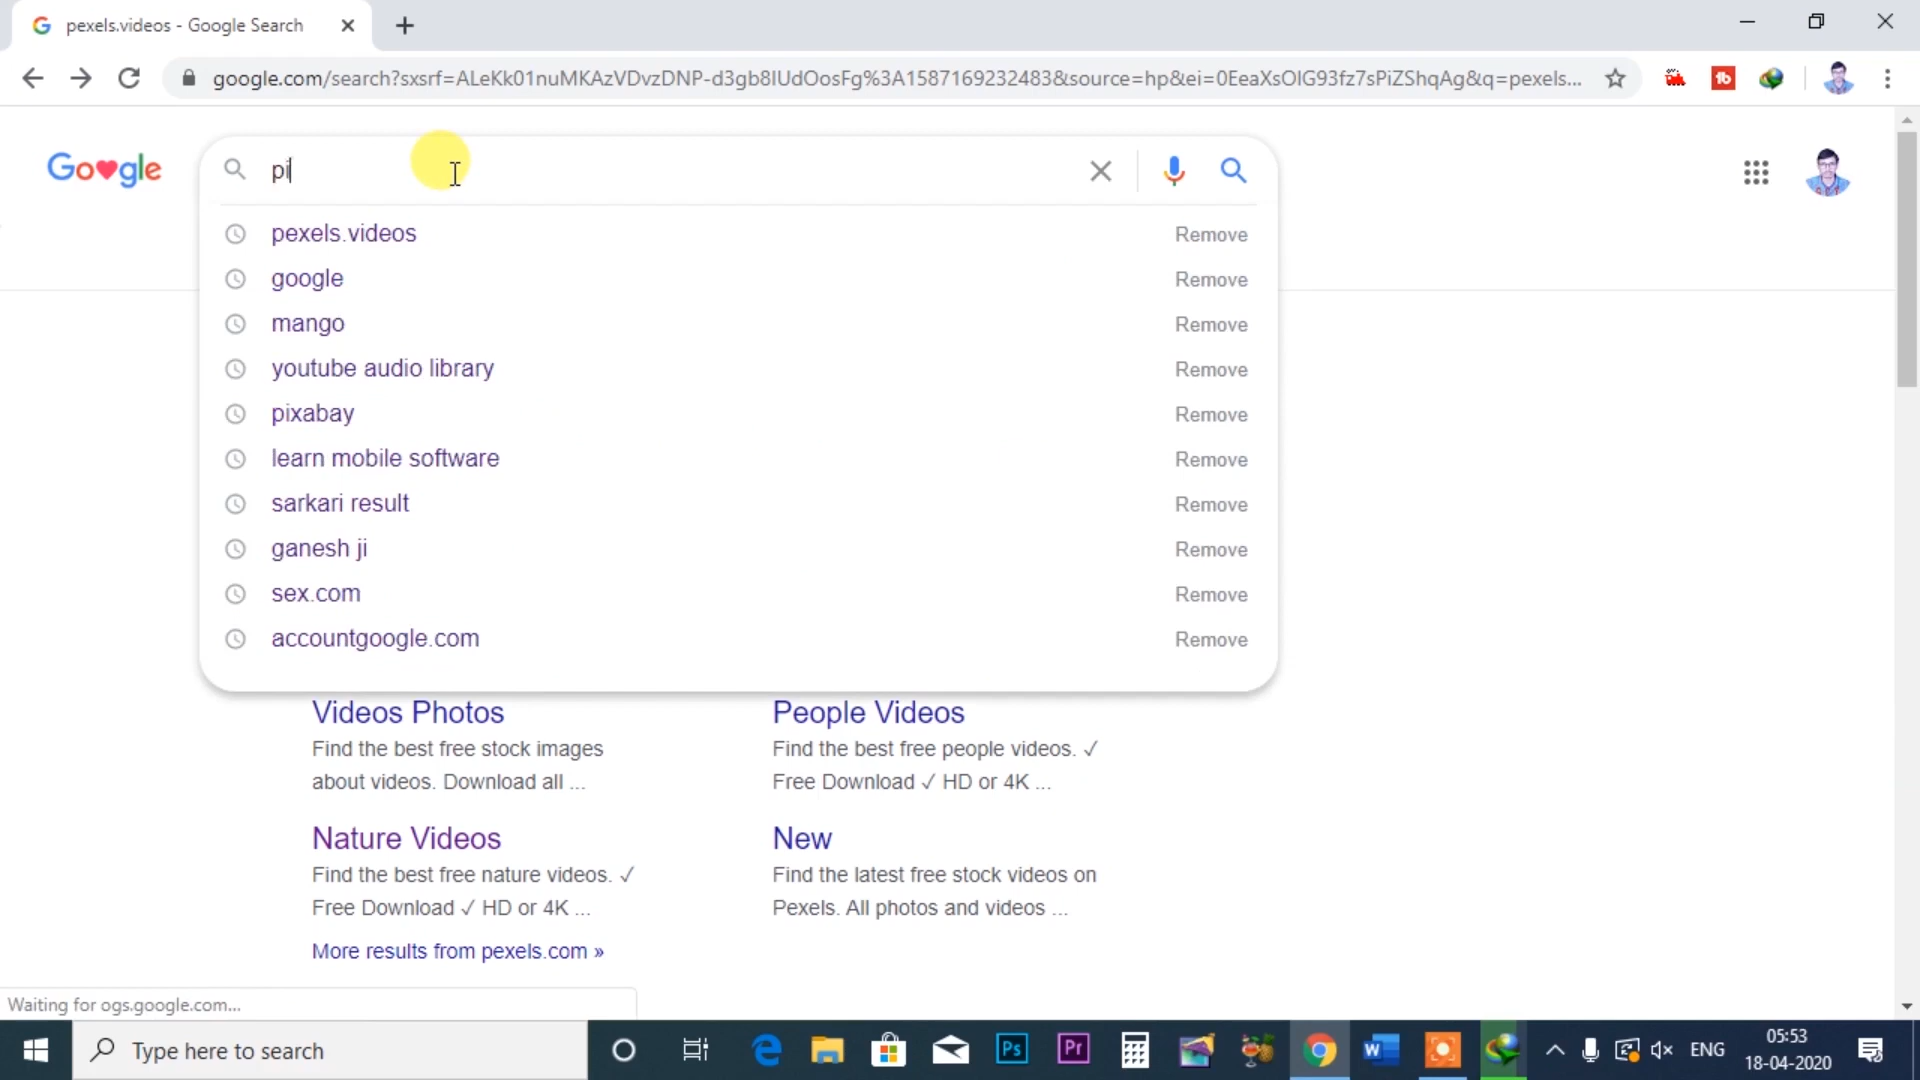 pexels.videos - Google Search
google.com/search?sxsrf=ALeKk01nuMKAzVDvzDNP-d3gb8IUdOosFg%3A1587169232483&source=hp&ei=0EeaXsOIG93fz7sPiZShqAg&q=pexels...
Google
pi
pexels.videos Remove
google Remove
mango Remove
youtube audio library Remove
pixabay Remove
learn mobile software Remove
sarkari result Remove
ganesh ji Remove
sex.com Remove
accountgoogle.com Remove
Videos Photos
Find the best free stock images
about videos. Download all ...
People Videos
Find the best free people videos. ✓
Free Download ✓ HD or 4K ...
Nature Videos
Find the best free nature videos. ✓
Free Download ✓ HD or 4K ...
New
Find the latest free stock videos on
Pexels. All photos and videos ...
More results from pexels.com »
Waiting for ogs.google.com...
Type here to search
Ps
Pr
ENG
05:53
18-04-2020